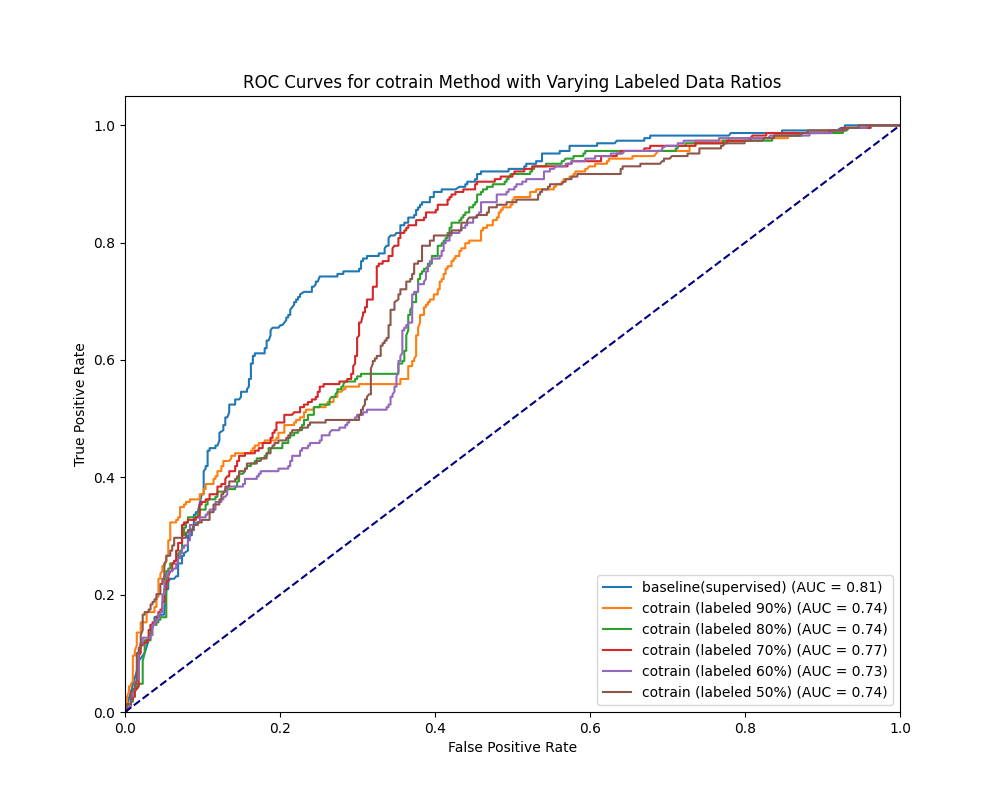 ROC Curves for cotrain Method with Varying Labeled Data Ratios
True Positive Rate
1.0
0.8
0.6
0.4
0.2
0.0
baseline(supervised) (AUC = 0.81)
cotrain (labeled 90%) (AUC = 0.74)
cotrain (labeled 80%) (AUC = 0.74)
cotrain (labeled 70%) (AUC = 0.77)
cotrain (labeled 60%) (AUC = 0.73)
cotrain (labeled 50%) (AUC = 0.74)
0.0 0.2 0.4 0.6 0.8 1.0
False Positive Rate